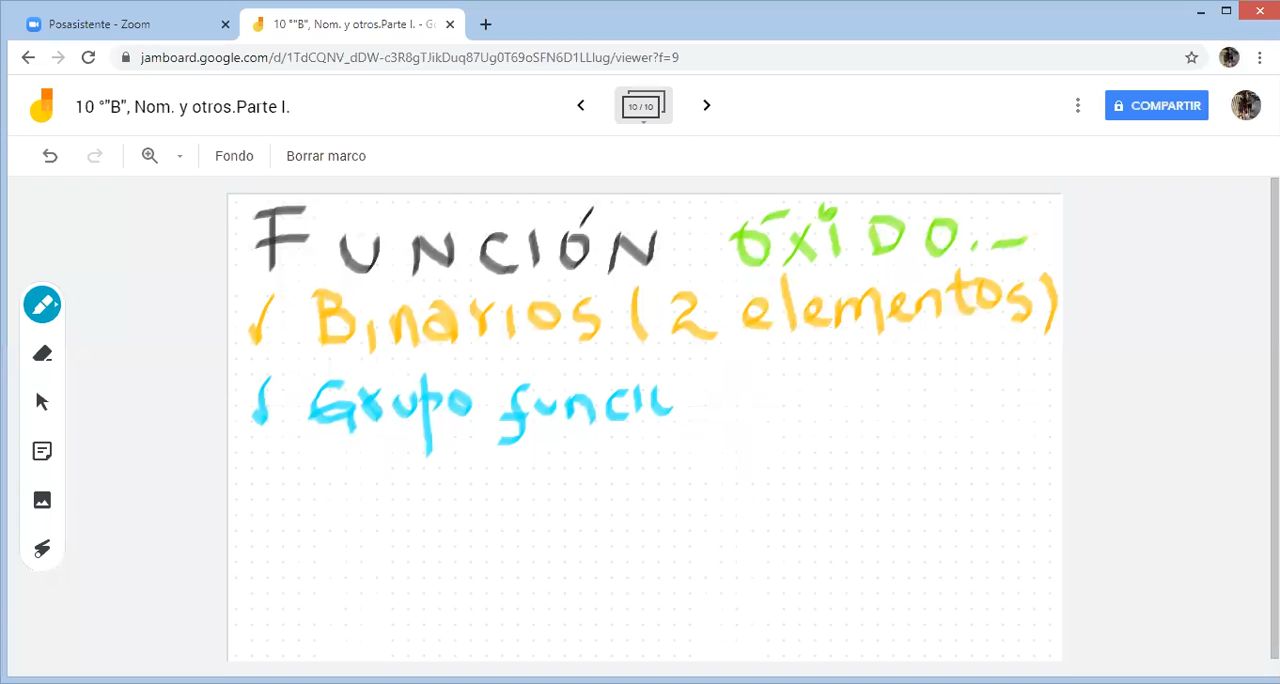 Posasistente - Zoom
10 °"B", Nom. y otros.Parte I. - Go
jamboard.google.com/d/1TdCQNV_dDW-c3R8gTJikDuq87Ug0T69oSFN6D1LLlug/viewer?f=9
10 °"B", Nom. y otros.Parte I.
10 / 10
COMPARTIR
Fondo
Borrar marco
FUNCIÓN ÓXIDO.-
✓ Binarios (2 elementos)
✓ Grupo funcic